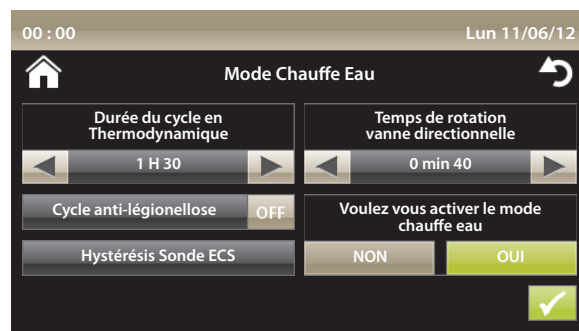 00 : 00
Lun 11/06/12
Mode Chauffe Eau
Durée du cycle en
Thermodynamique
1 H 30
Temps de rotation
vanne directionnelle
0 min 40
Cycle anti-légionellose
OFF
Hystérésis Sonde ECS
Voulez vous activer le mode
chauffe eau
NON
OUI